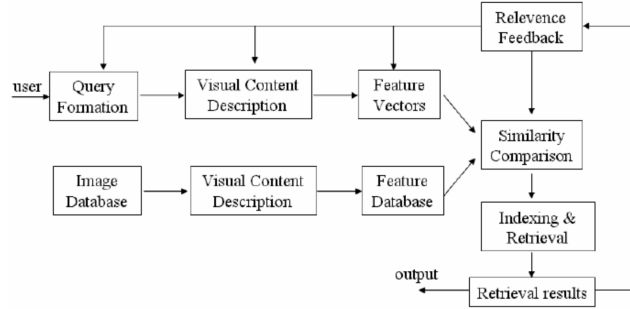 Relevence
Feedback
user
Query
Formation
Visual Content
Description
Feature
Vectors
Similarity
Comparison
Image
Database
Visual Content
Description
Feature
Database
Indexing &
Retrieval
output
Retrieval results